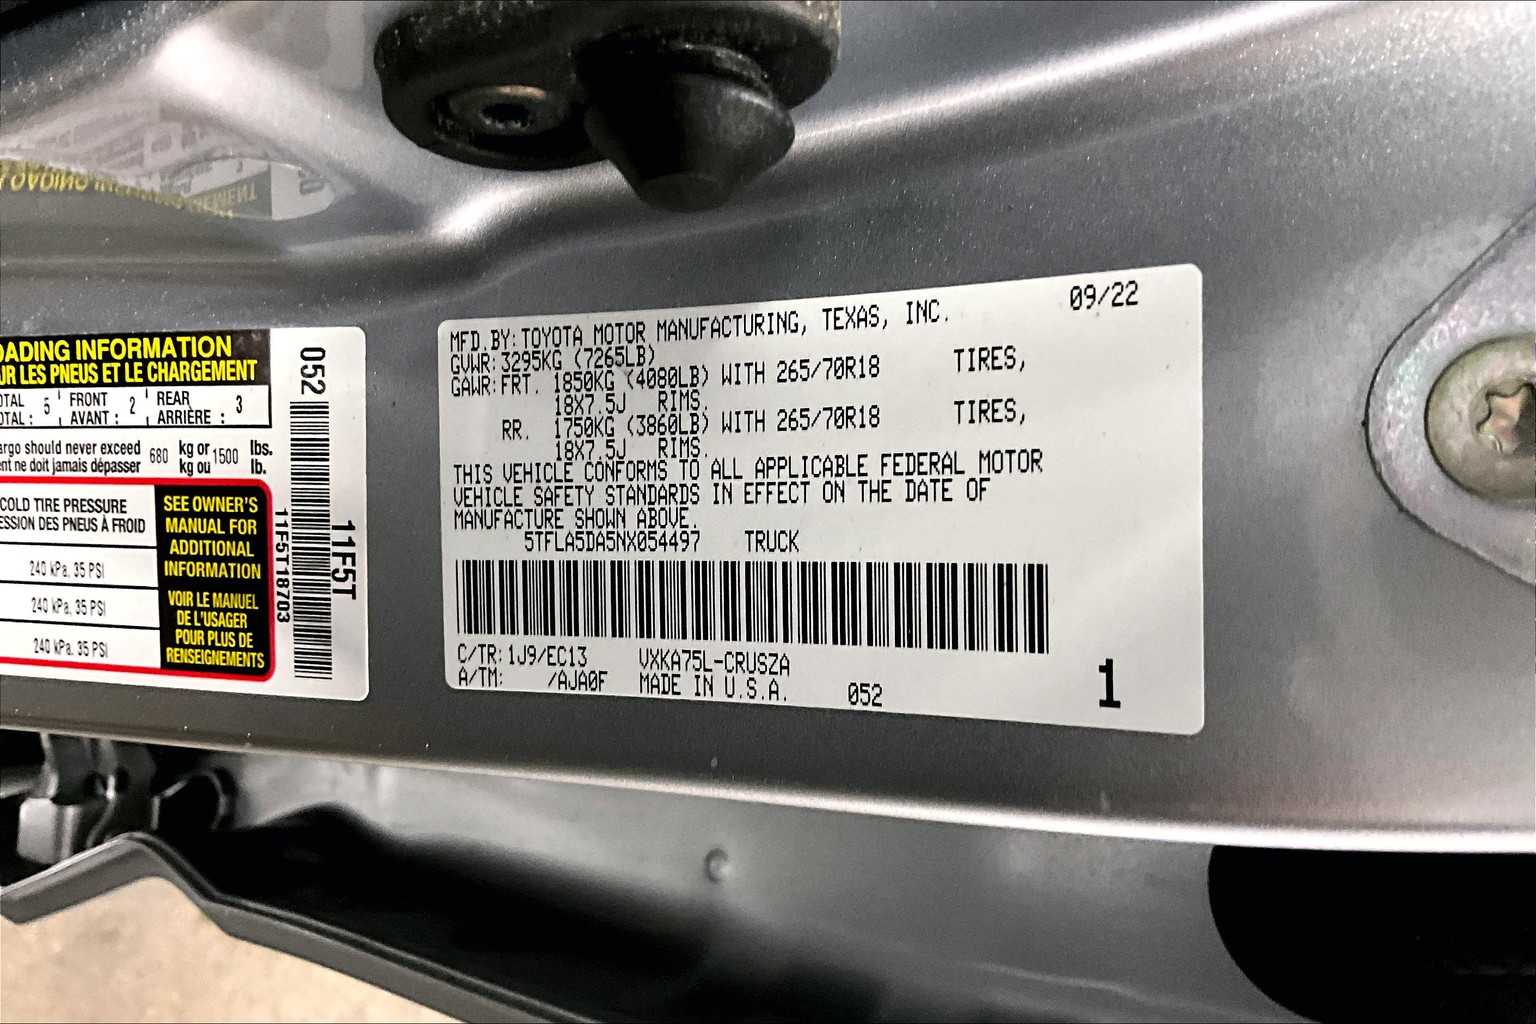 OADING INFORMATION
UR LES PNEUS ET LE CHARGEMENT
OTAL : 5 FRONT : 2 REAR : 3
OTAL : AVANT : ARRIÈRE :
argo should never exceed 680 kg or 1500 lbs.
ent ne doit jamais dépasser kg ou lb.
COLD TIRE PRESSURE
ESSION DES PNEUS À FROID
240 kPa, 35 PSI
240 kPa, 35 PSI
240 kPa, 35 PSI
SEE OWNER'S
MANUAL FOR
ADDITIONAL
INFORMATION
VOIR LE MANUEL
DE L'USAGER
POUR PLUS DE
RENSEIGNEMENTS
052
11F5T18703
11F5T
09/22
MFD.BY:TOYOTA MOTOR MANUFACTURING, TEXAS, INC.
GVWR:3295KG (7265LB)
GAWR:FRT. 1850KG (4080LB) WITH 265/70R18 TIRES,
18X7.5J RIMS.
RR. 1750KG (3860LB) WITH 265/70R18 TIRES,
18X7.5J RIMS.
THIS VEHICLE CONFORMS TO ALL APPLICABLE FEDERAL MOTOR
VEHICLE SAFETY STANDARDS IN EFFECT ON THE DATE OF
MANUFACTURE SHOWN ABOVE.
5TFLA5DA5NX054497 TRUCK
C/TR:1J9/EC13 VXKA75L-CRUSZA
A/TM: /AJA0F MADE IN U.S.A. 052
1